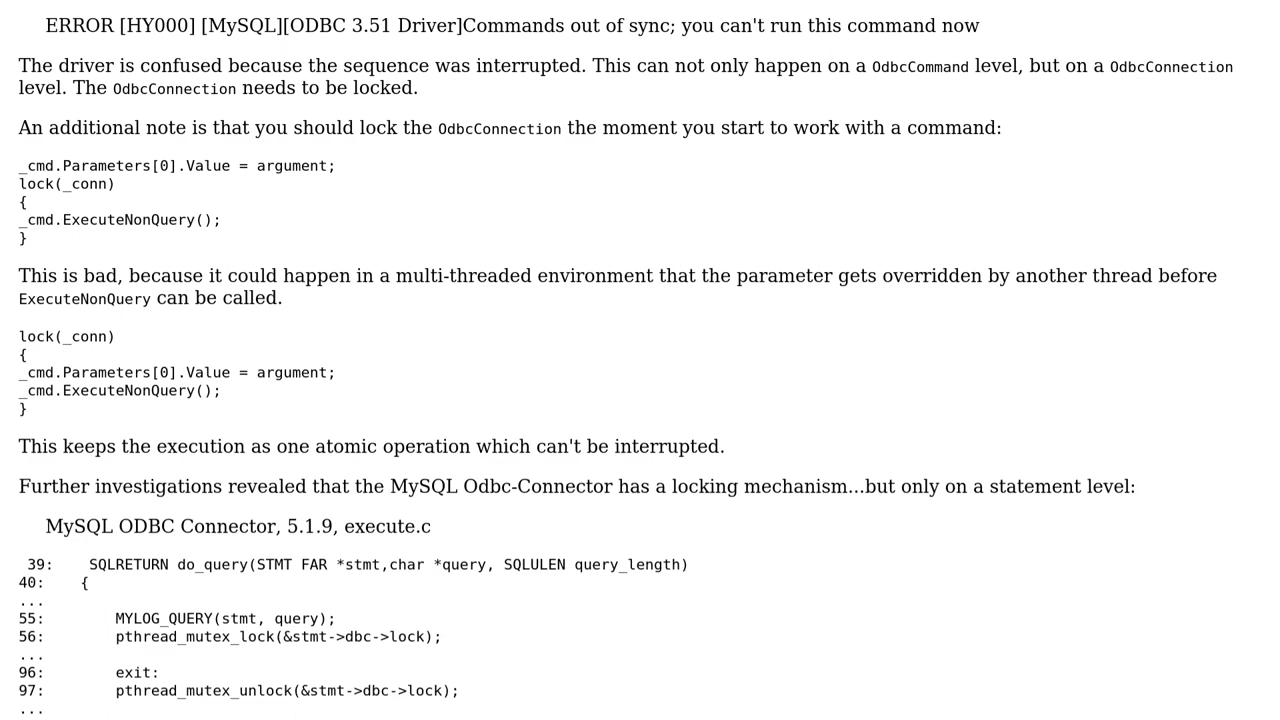 ERROR [HY000] [MySQL][ODBC 3.51 Driver]Commands out of sync; you can't run this command now
The driver is confused because the sequence was interrupted. This can not only happen on a OdbcCommand level, but on a OdbcConnection
level. The OdbcConnection needs to be locked.
An additional note is that you should lock the OdbcConnection the moment you start to work with a command:
_cmd.Parameters[0].Value = argument;
lock(_conn)
{
_cmd.ExecuteNonQuery();
}
This is bad, because it could happen in a multi-threaded environment that the parameter gets overridden by another thread before
ExecuteNonQuery can be called.
lock(_conn)
{
_cmd.Parameters[0].Value = argument;
_cmd.ExecuteNonQuery();
}
This keeps the execution as one atomic operation which can't be interrupted.
Further investigations revealed that the MySQL Odbc-Connector has a locking mechanism...but only on a statement level:
MySQL ODBC Connector, 5.1.9, execute.c
39:    SQLRETURN do_query(STMT FAR *stmt,char *query, SQLULEN query_length)
40:    {
...
55:        MYLOG_QUERY(stmt, query);
56:        pthread_mutex_lock(&stmt->dbc->lock);
...
96:        exit:
97:        pthread_mutex_unlock(&stmt->dbc->lock);
...